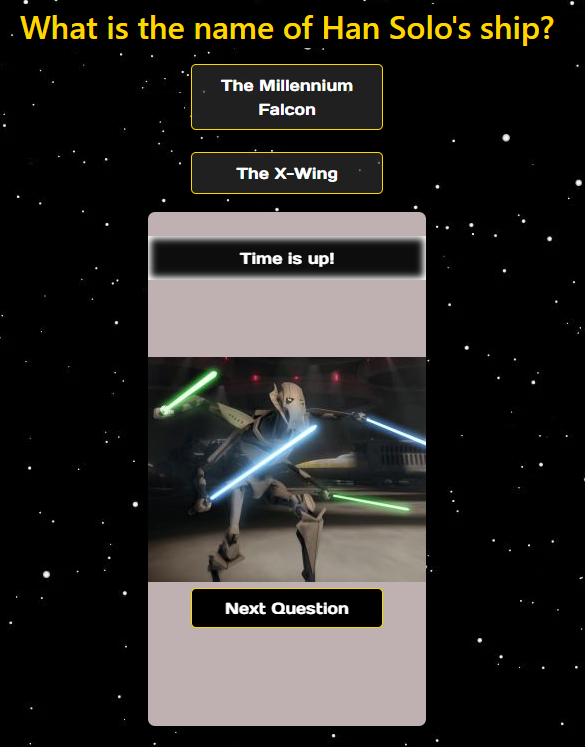 What is the name of Han Solo's ship?
The Millennium
Falcon
The X-Wing
Time is up!
Next Question